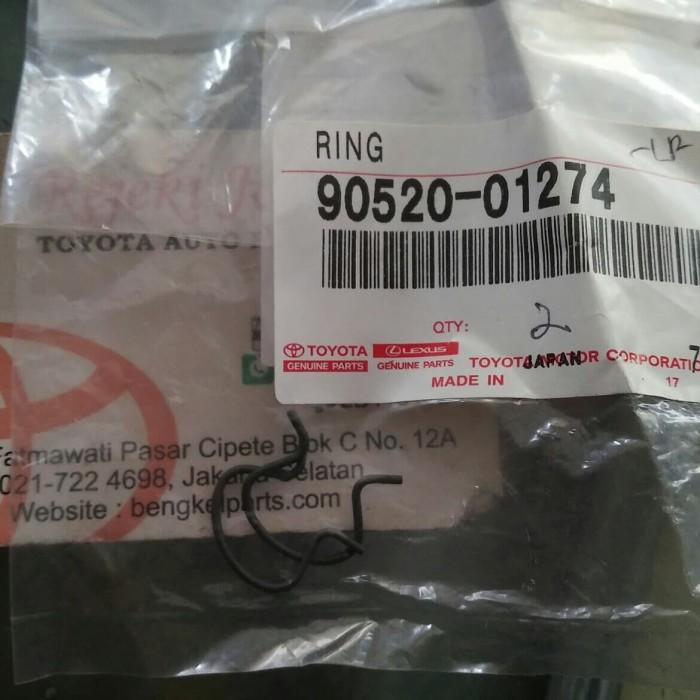 RING
90520-01274
QTY: 2
TOYOTA
GENUINE PARTS
LEXUS
GENUINE PARTS
TOYOTA MOTOR CORPORATI
MADE IN JAPAN
17
TOYOTA AUTO
Fatmawati Pasar Cipete Blok C No. 12A
021-722 4698, Jakarta Selatan
Website : bengkelparts.com